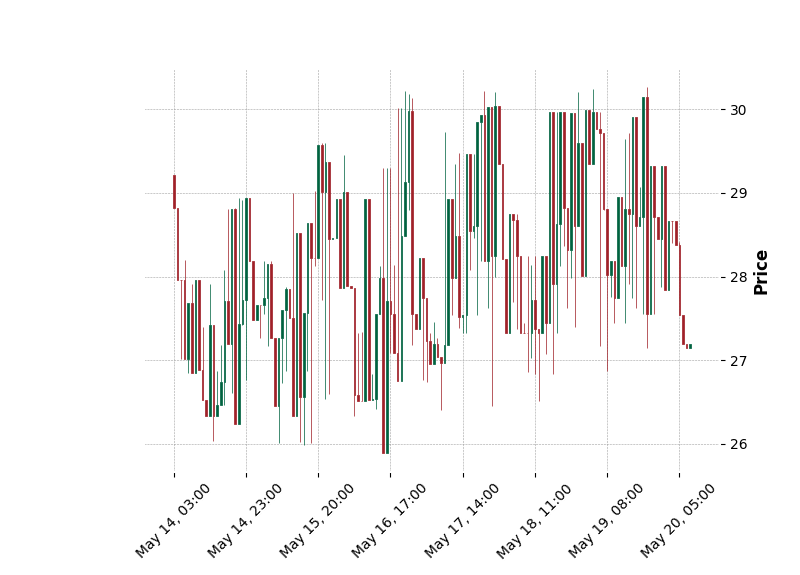 30
29
28
27
26
Price
May 14, 03:00
May 14, 23:00
May 15, 20:00
May 16, 17:00
May 17, 14:00
May 18, 11:00
May 19, 08:00
May 20, 05:00